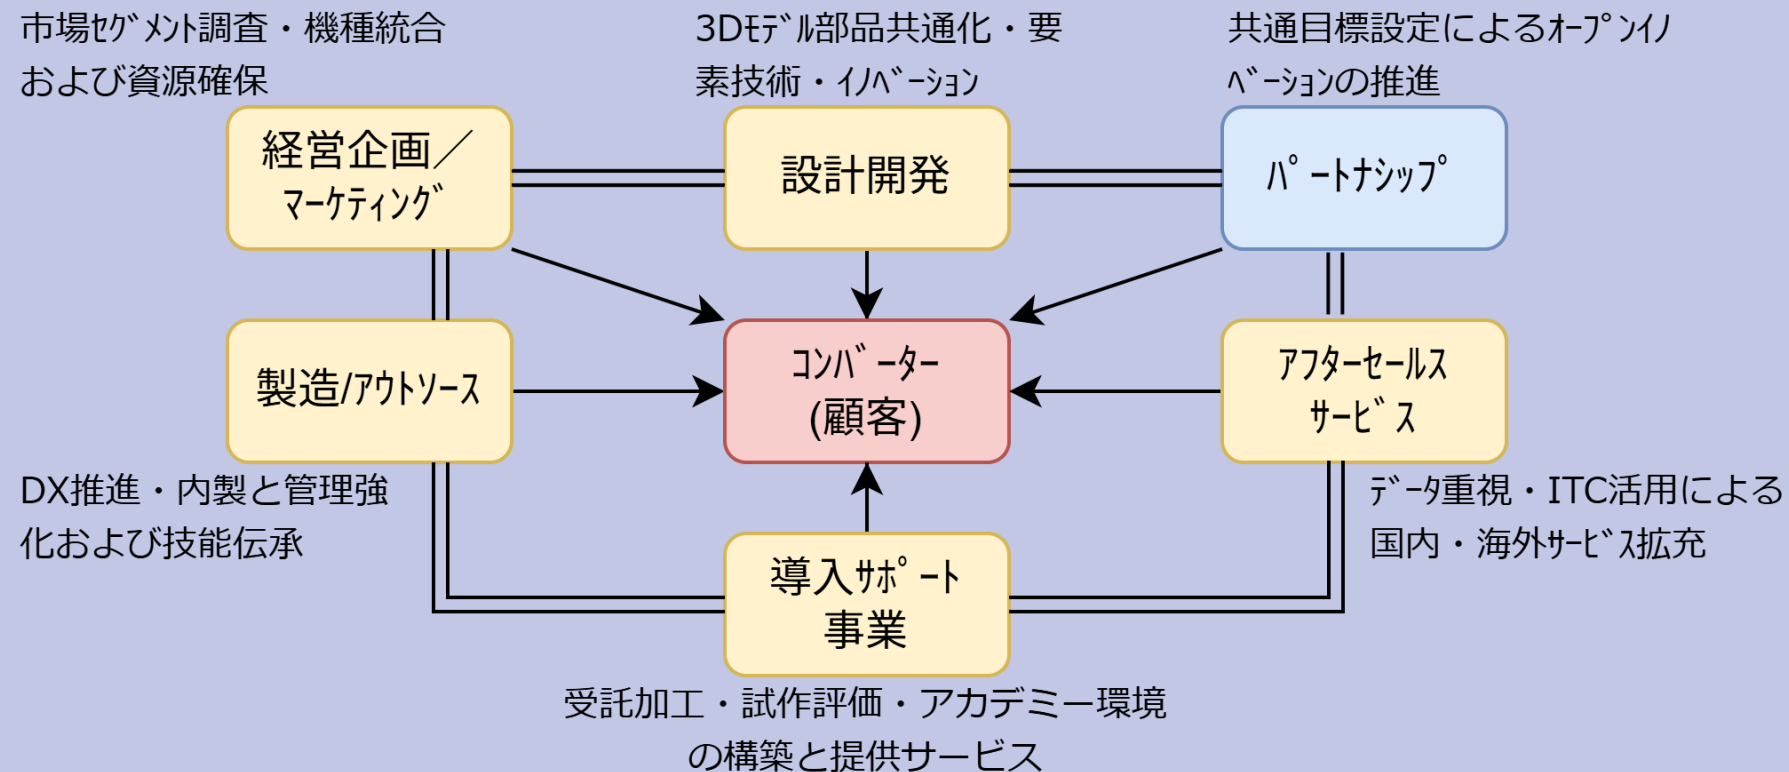 市場ｾｸﾞﾒﾝﾄ調査・機種統合
および資源確保
3Dﾓﾃﾞﾙ部品共通化・要
素技術・ｲﾉﾍﾞｰｼｮﾝ
共通目標設定によるｵｰﾌﾟﾝｲﾉ
ﾍﾞｰｼｮﾝの推進
経営企画／
ﾏｰｹﾃｨﾝｸﾞ
設計開発
ﾊﾟｰﾄﾅｼｯﾌﾟ
製造/ｱｳﾄｿｰｽ
ｺﾝﾊﾞｰﾀｰ
(顧客)
ｱﾌﾀｰｾｰﾙｽ
ｻｰﾋﾞｽ
DX推進・内製と管理強
化および技能伝承
ﾃﾞｰﾀ重視・ITC活用による
国内・海外ｻｰﾋﾞｽ拡充
導入ｻﾎﾟｰﾄ
事業
受託加工・試作評価・アカデミー環境
の構築と提供サービス